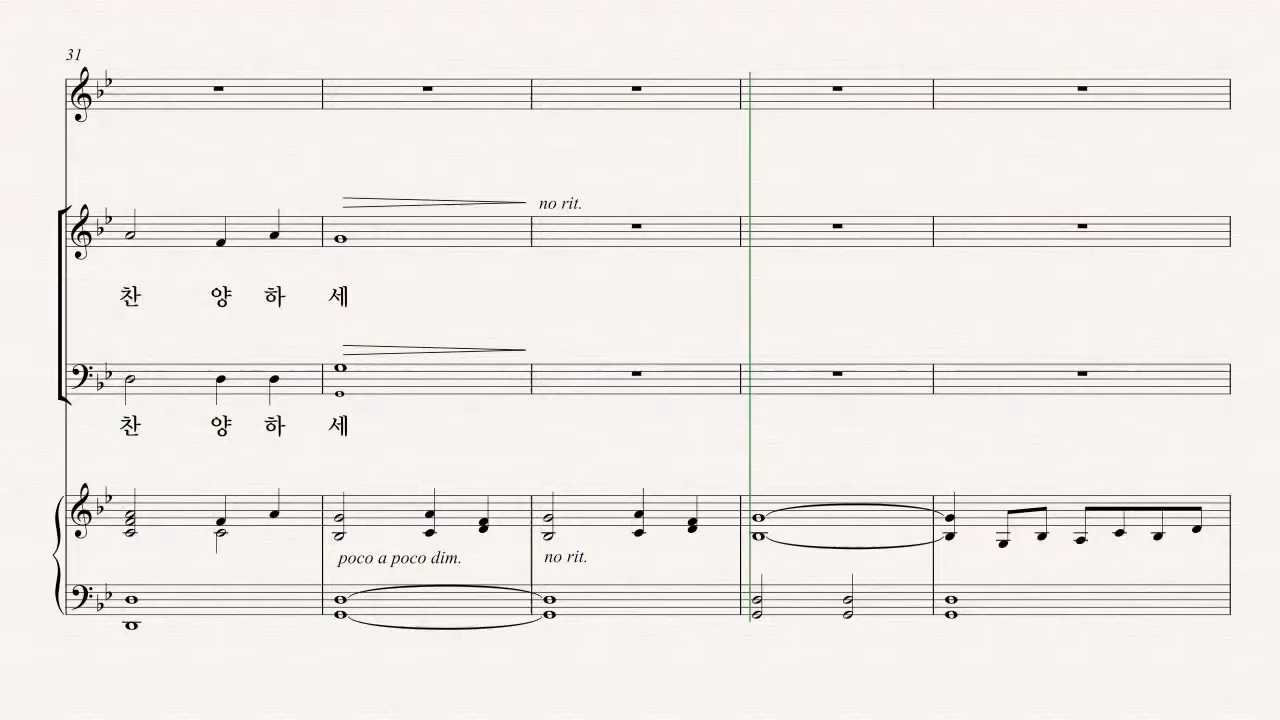 31
no rit.
찬 양 하 세
찬 양 하 세
poco a poco dim. no rit.